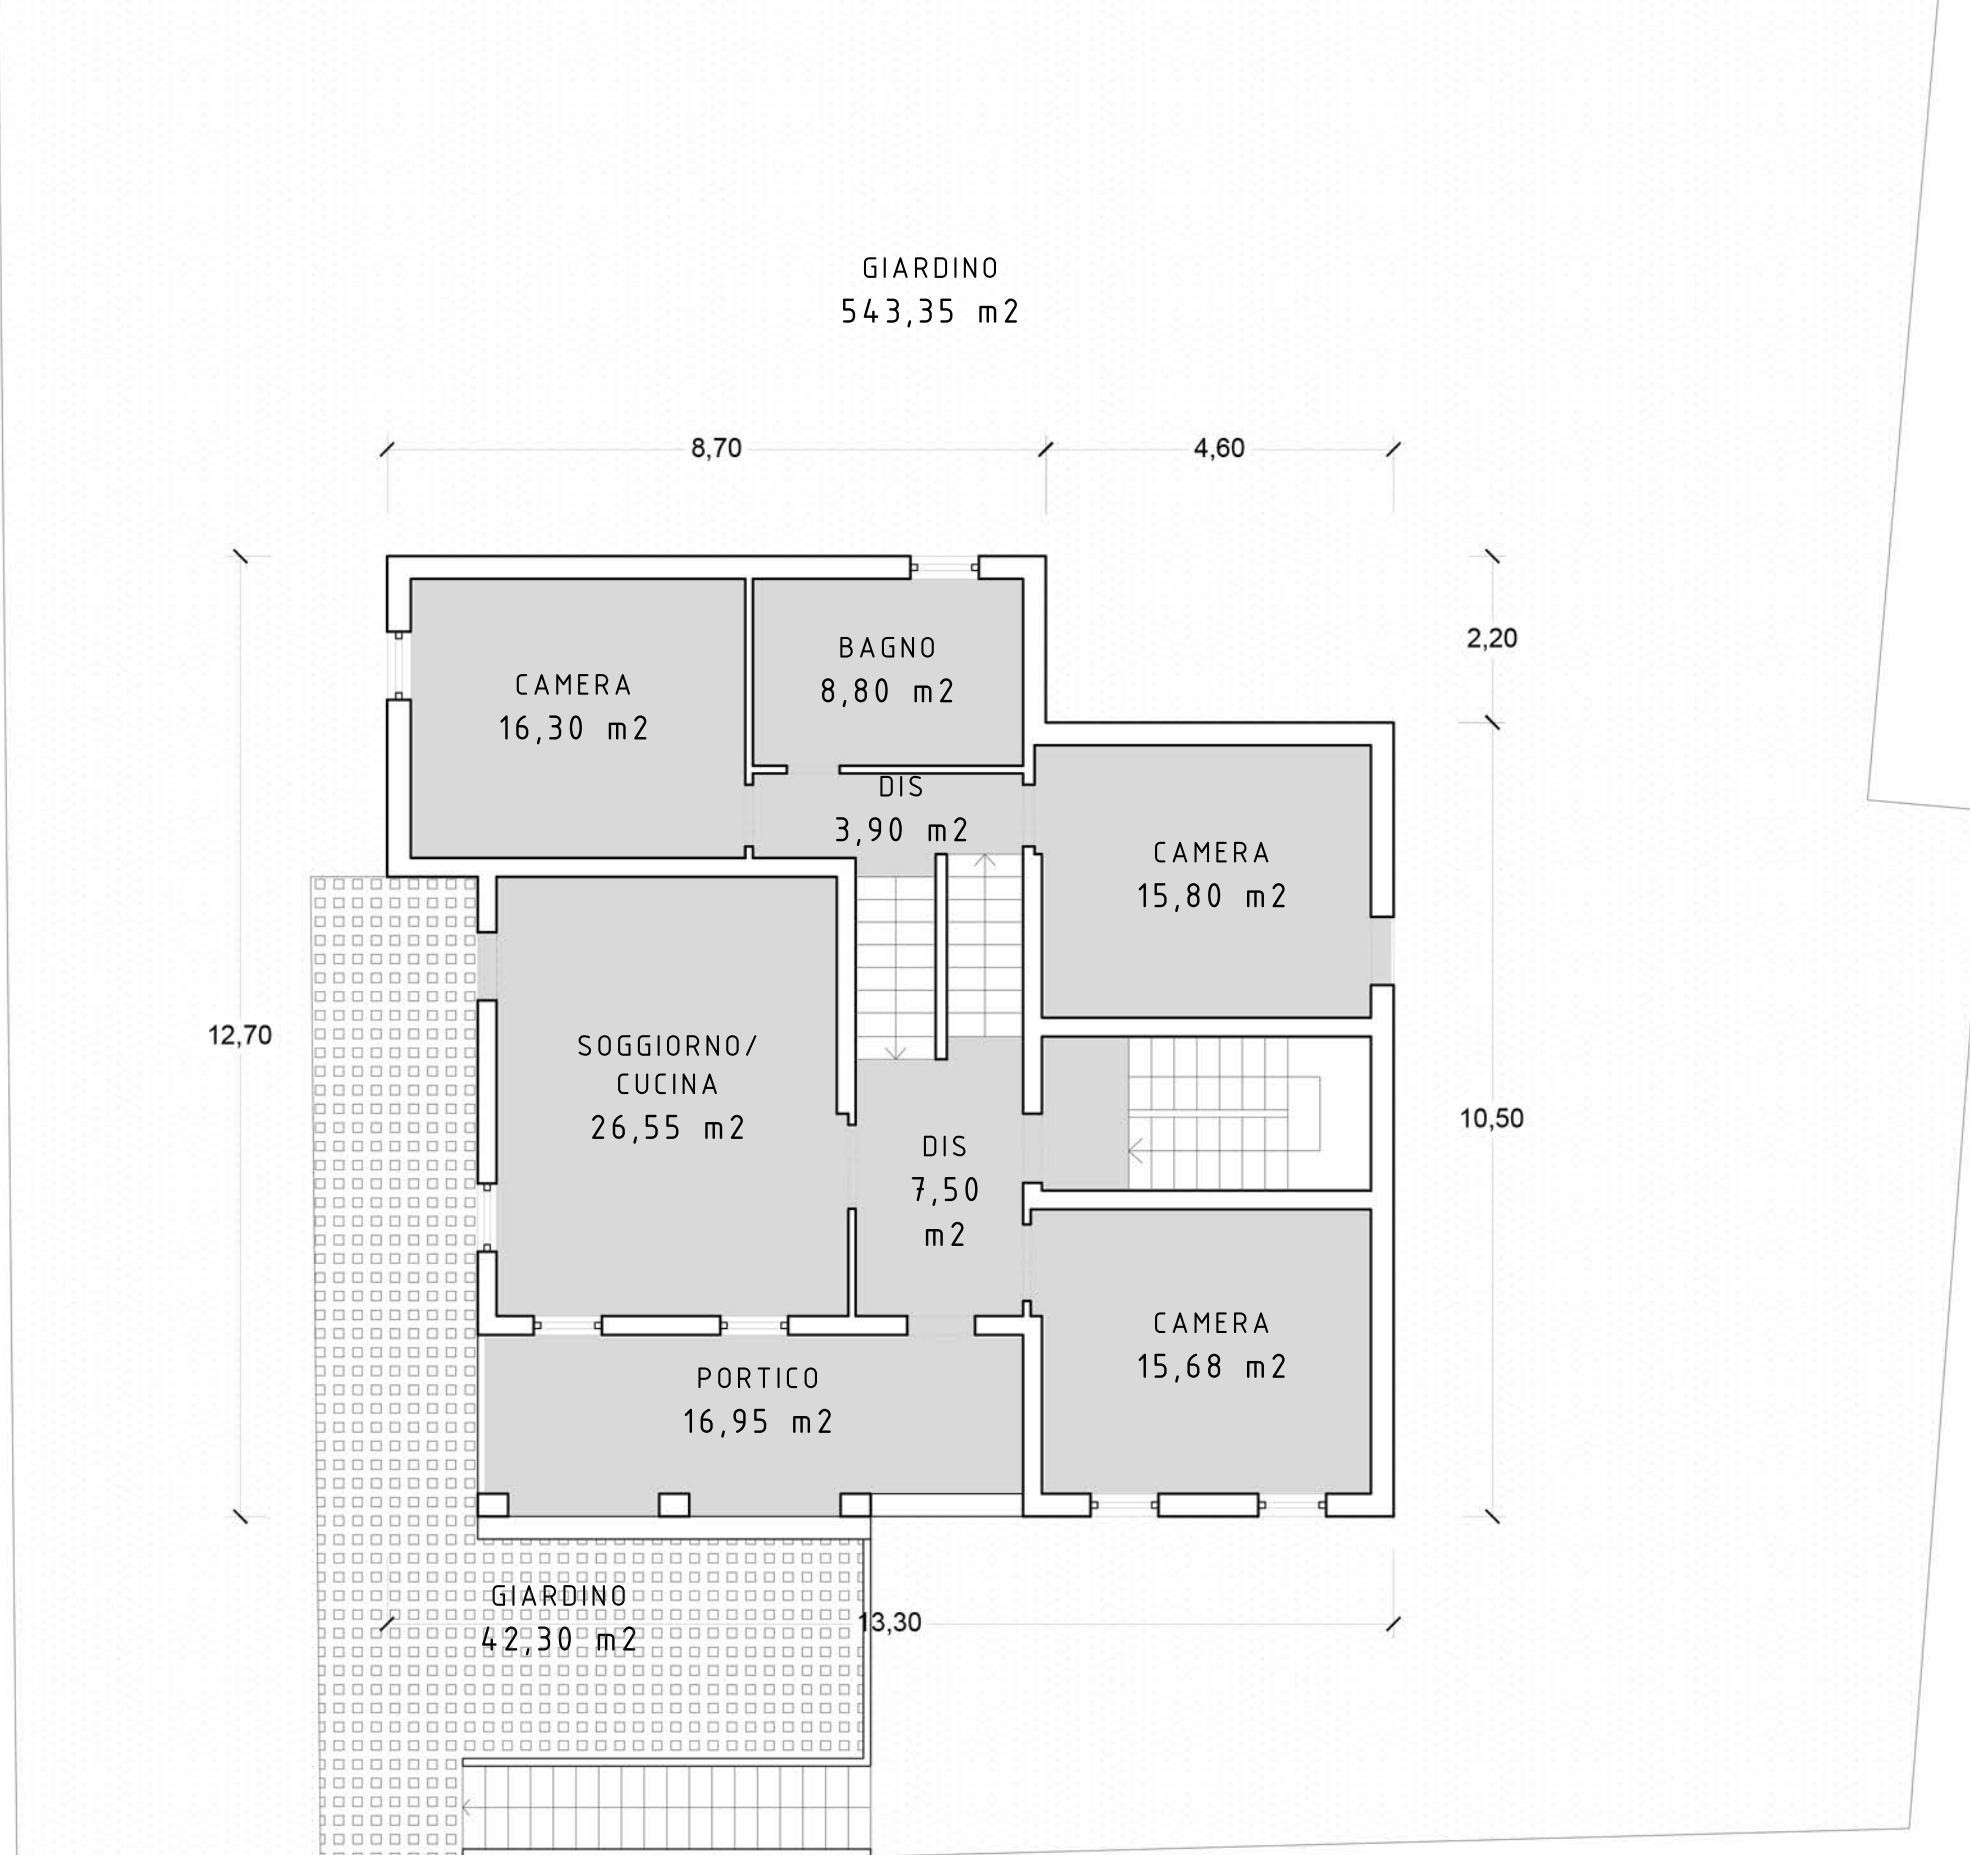 GIARDINO
543,35 m2
8,70
4,60
2,20
BAGNO
8,80 m2
CAMERA
16,30 m2
DIS
3,90 m2
CAMERA
15,80 m2
12,70
SOGGIORNO/
CUCINA
26,55 m2
10,50
DIS
7,50
m2
CAMERA
15,68 m2
PORTICO
16,95 m2
GIARDINO
42,30 m2
13,30